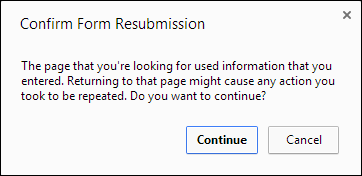 Confirm Form Resubmission
The page that you're looking for used information that you
entered. Returning to that page might cause any action you
took to be repeated. Do you want to continue?
Continue Cancel